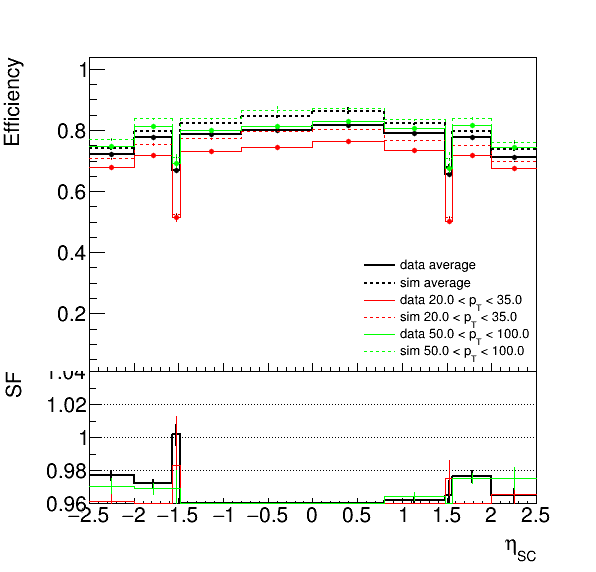 Efficiency
1
0.8
0.6
0.4
0.2
data average
sim average
data 20.0 < p_T < 35.0
sim 20.0 < p_T < 35.0
data 50.0 < p_T < 100.0
sim 50.0 < p_T < 100.0
SF
1.04
1.02
1
0.98
0.96
−2.5 −2 −1.5 −1 −0.5 0 0.5 1 1.5 2 2.5
η_SC